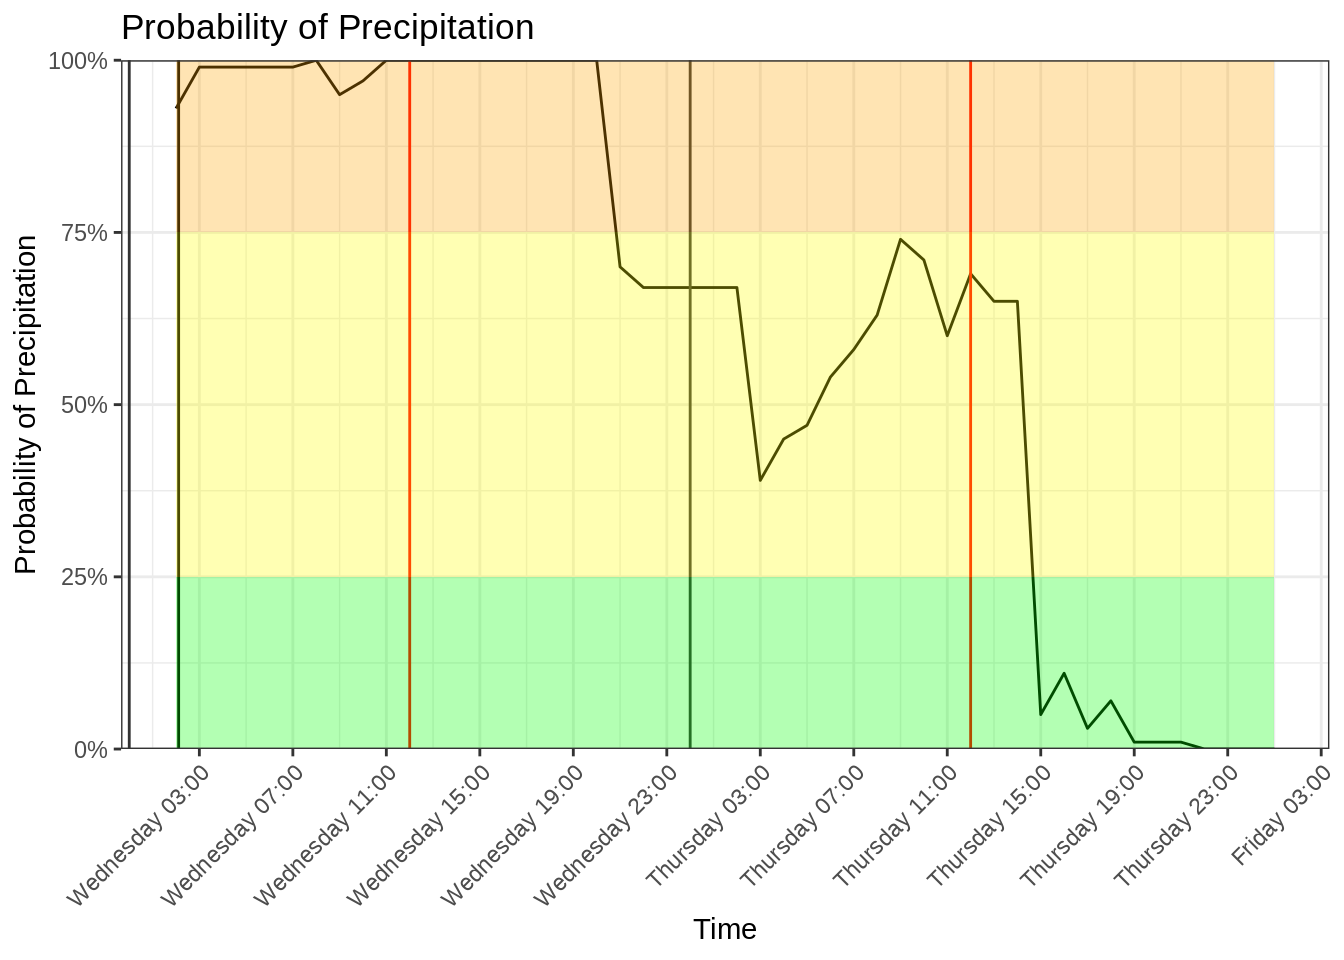 Probability of Precipitation
Probability of Precipitation
100%
75%
50%
25%
0%
Wednesday 03:00
Wednesday 07:00
Wednesday 11:00
Wednesday 15:00
Wednesday 19:00
Wednesday 23:00
Thursday 03:00
Thursday 07:00
Thursday 11:00
Thursday 15:00
Thursday 19:00
Thursday 23:00
Friday 03:00
Time